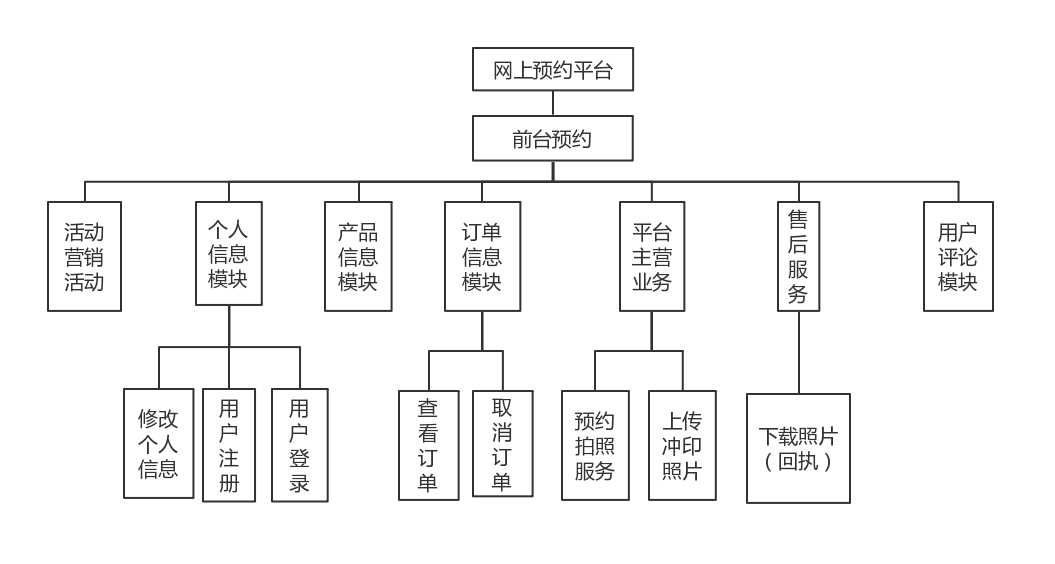 网上预约平台
前台预约
活动
营销
活动
个人
信息
模块
产品
信息
模块
订单
信息
模块
平台
主营
业务
售
后
服
务
用户
评论
模块
修改
个人
信息
用
户
注
册
用
户
登
录
查
看
订
单
取
消
订
单
预约
拍照
服务
上传
冲印
照片
下载照片
（回执）